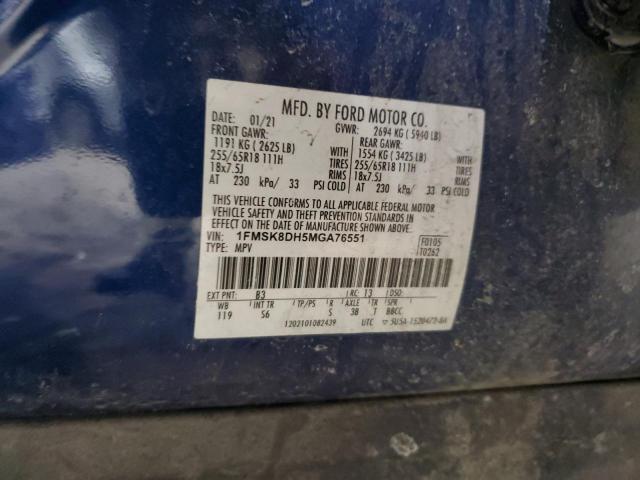 MFD. BY FORD MOTOR CO.
DATE: 01/21 GVWR: 2694 KG ( 5940 LB)
FRONT GAWR: REAR GAWR:
1191 KG ( 2625 LB) WITH 1554 KG ( 3425 LB) WITH
255/65R18 111H TIRES 255/65R18 111H TIRES
18x7.5J RIMS 18x7.5J RIMS
AT 230 kPa/ 33 PSI COLD AT 230 kPa/ 33 PSI COLD
THIS VEHICLE CONFORMS TO ALL APPLICABLE FEDERAL MOTOR
VEHICLE SAFETY AND THEFT PREVENTION STANDARDS IN
EFFECT ON THE DATE OF MANUFACTURE SHOWN ABOVE.
VIN: 1FMSK8DH5MGA76551 F0105
TYPE: MPV T0262
EXT PNT: B3 RC: 13 DSO:
WB INT TR TP/PS R AXLE TR SPR
119 S6 S 3B T BBCC
1202101082439 UTC ▽ 5U5A-1520472-AA